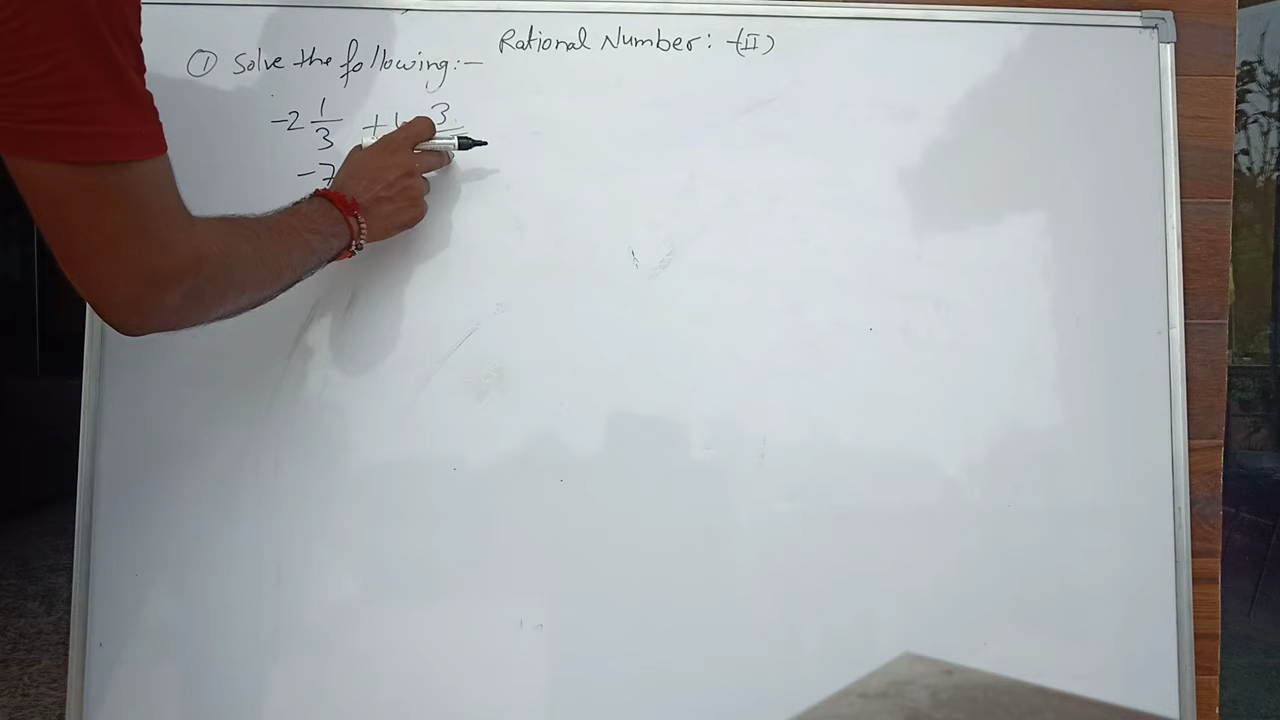 Rational Number: -(II)
① Solve the following:-
-2 1/3 + 3
-7